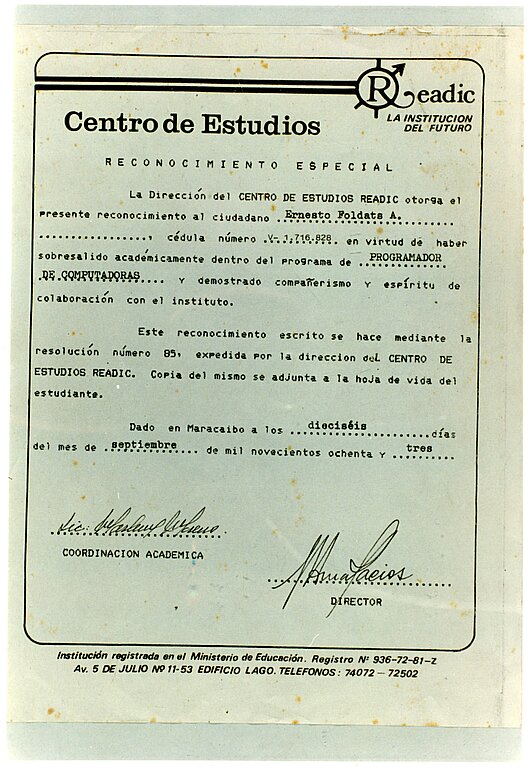 Readic
LA INSTITUCION
DEL FUTURO
Centro de Estudios
RECONOCIMIENTO ESPECIAL
La Dirección del CENTRO DE ESTUDIOS READIC otorga el
presente reconocimiento al ciudadano Ernesto Foldats A.
, cédula número V- 1.716.828 en virtud de haber
sobresalido académicamente dentro del programa de PROGRAMADOR
DE COMPUTADORAS y demostrado compañerismo y espíritu de
colaboración con el instituto.
Este reconocimiento escrito se hace mediante la
resolución número 85, expedida por la direccion del CENTRO DE
ESTUDIOS READIC. Copia del mismo se adjunta a la hoja de vida del
estudiante.
Dado en Maracaibo a los dieciséis días
del mes de septiembre de mil novecientos ochenta y tres
Lic.
COORDINACION ACADEMICA
DIRECTOR
Institución registrada en el Ministerio de Educación. Registro Nº 936-72-81-Z
Av. 5 DE JULIO Nº 11-53 EDIFICIO LAGO. TELEFONOS: 74072 - 72502